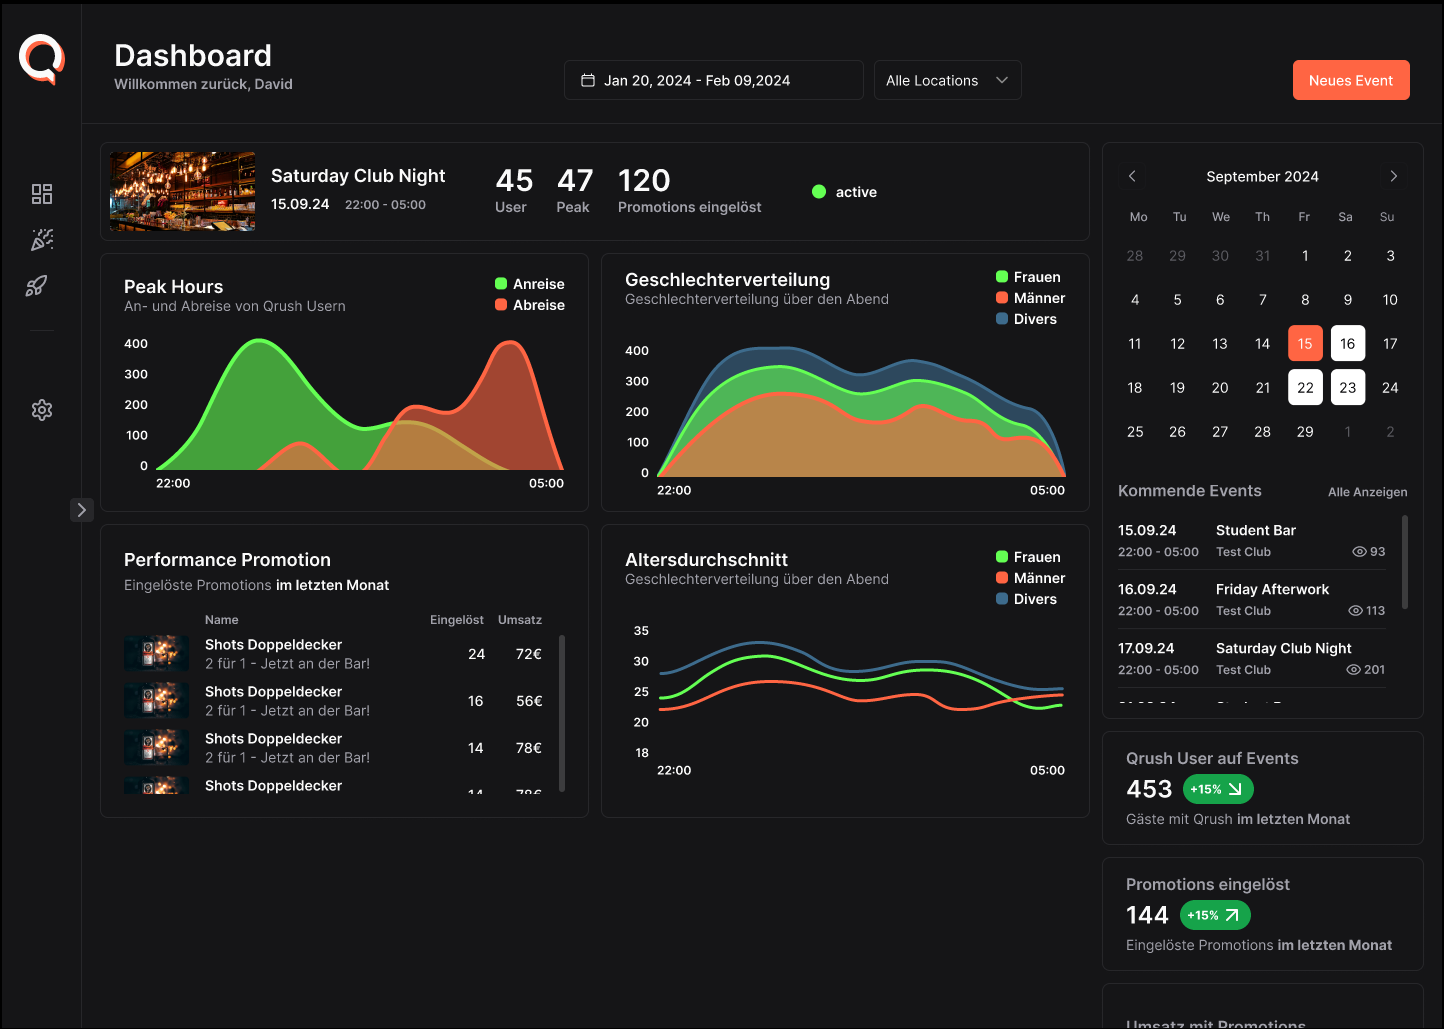 Dashboard
Willkommen zurück, David
Jan 20, 2024 - Feb 09,2024
Alle Locations
Neues Event
Saturday Club Night
15.09.24 22:00 - 05:00
45
User
47
Peak
120
Promotions eingelöst
active
Peak Hours
An- und Abreise von Qrush Usern
Anreise
Abreise
400
300
200
100
0
22:00 05:00
Geschlechterverteilung
Geschlechterverteilung über den Abend
Frauen
Männer
Divers
400
300
200
100
0
22:00 05:00
Performance Promotion
Eingelöste Promotions im letzten Monat
Name Eingelöst Umsatz
Shots Doppeldecker
2 für 1 - Jetzt an der Bar!
24 72€
Shots Doppeldecker
2 für 1 - Jetzt an der Bar!
16 56€
Shots Doppeldecker
2 für 1 - Jetzt an der Bar!
14 78€
Shots Doppeldecker
14 78€
Altersdurchschnitt
Geschlechterverteilung über den Abend
Frauen
Männer
Divers
35
30
25
20
18
22:00 05:00
September 2024
Mo Tu We Th Fr Sa Su
28 29 30 31 1 2 3
4 5 6 7 8 9 10
11 12 13 14 15 16 17
18 19 20 21 22 23 24
25 26 27 28 29 1 2
Kommende Events Alle Anzeigen
15.09.24 Student Bar
22:00 - 05:00 Test Club 93
16.09.24 Friday Afterwork
22:00 - 05:00 Test Club 113
17.09.24 Saturday Club Night
22:00 - 05:00 Test Club 201
Qrush User auf Events
453 +15%
Gäste mit Qrush im letzten Monat
Promotions eingelöst
144 +15%
Eingelöste Promotions im letzten Monat
Umsatz mit Promotions